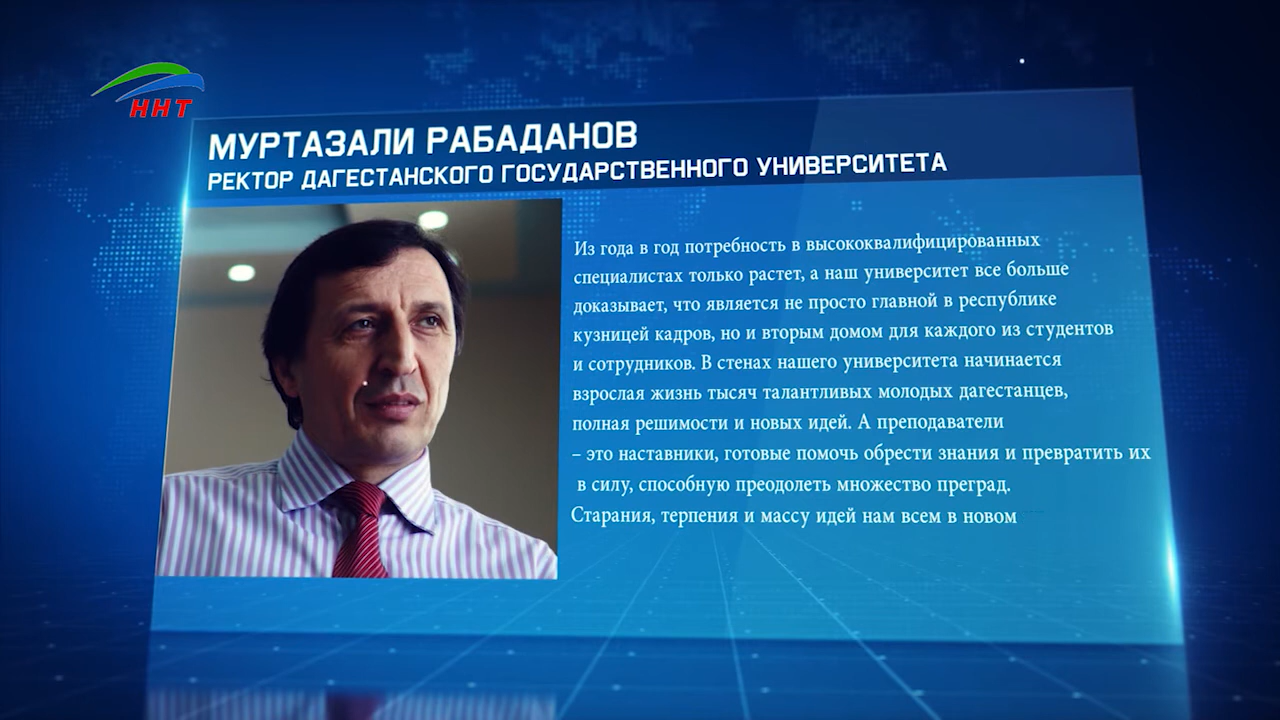 ННТ
МУРТАЗАЛИ РАБАДАНОВ
РЕКТОР ДАГЕСТАНСКОГО ГОСУДАРСТВЕННОГО УНИВЕРСИТЕТА
Из года в год потребность в высококвалифицированных
специалистах только растет, а наш университет все больше
доказывает, что является не просто главной в республике
кузницей кадров, но и вторым домом для каждого из студентов
и сотрудников. В стенах нашего университета начинается
взрослая жизнь тысяч талантливых молодых дагестанцев,
полная решимости и новых идей. А преподаватели
– это наставники, готовые помочь обрести знания и превратить их
в силу, способную преодолеть множество преград.
Старания, терпения и массу идей нам всем в новом